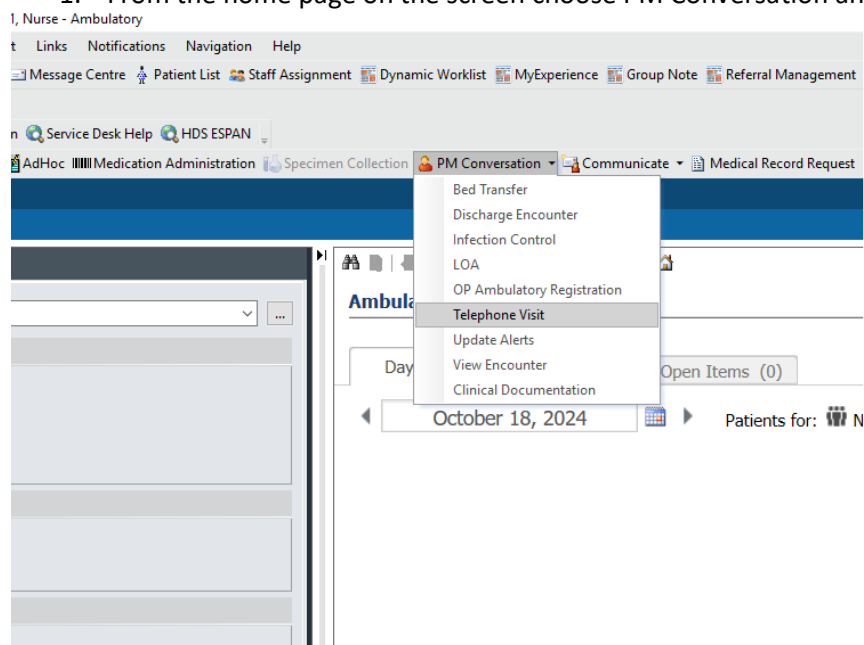 1. From the home page on the screen choose PM Conversation an
1, Nurse - Ambulatory
t Links Notifications Navigation Help
Message Centre Patient List Staff Assignment Dynamic Worklist MyExperience Group Note Referral Management
n Service Desk Help HDS ESPAN
AdHoc Medication Administration Specimen Collection PM Conversation Communicate Medical Record Request
Bed Transfer
Discharge Encounter
Infection Control
LOA
OP Ambulatory Registration
Telephone Visit
Update Alerts
View Encounter
Clinical Documentation
...
Ambula
Day
Open Items (0)
October 18, 2024
Patients for: N